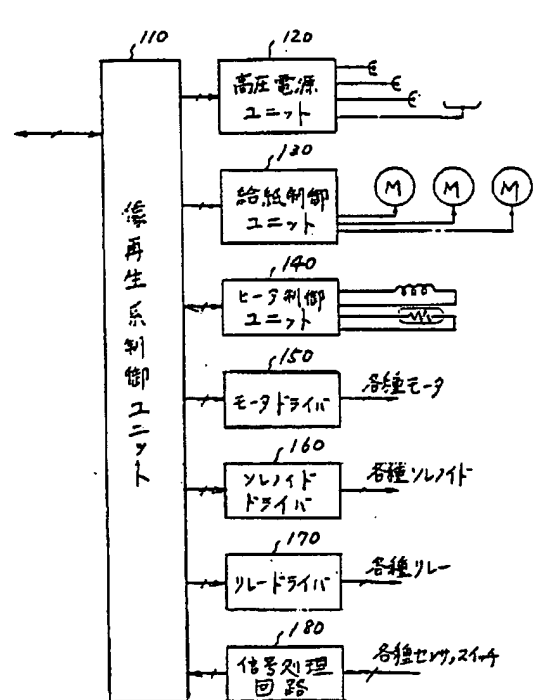 110
像再生系制御ユニット
120
高圧電源
ユニット
130
給紙制御
ユニット
M
M
M
140
ヒータ制御
ユニット
150
モータドライバ
各種モータ
160
ソレノイド
ドライバ
各種ソレノイド
170
リレードライバ
各種リレー
180
信号処理
回路
各種センサ,スイッチ